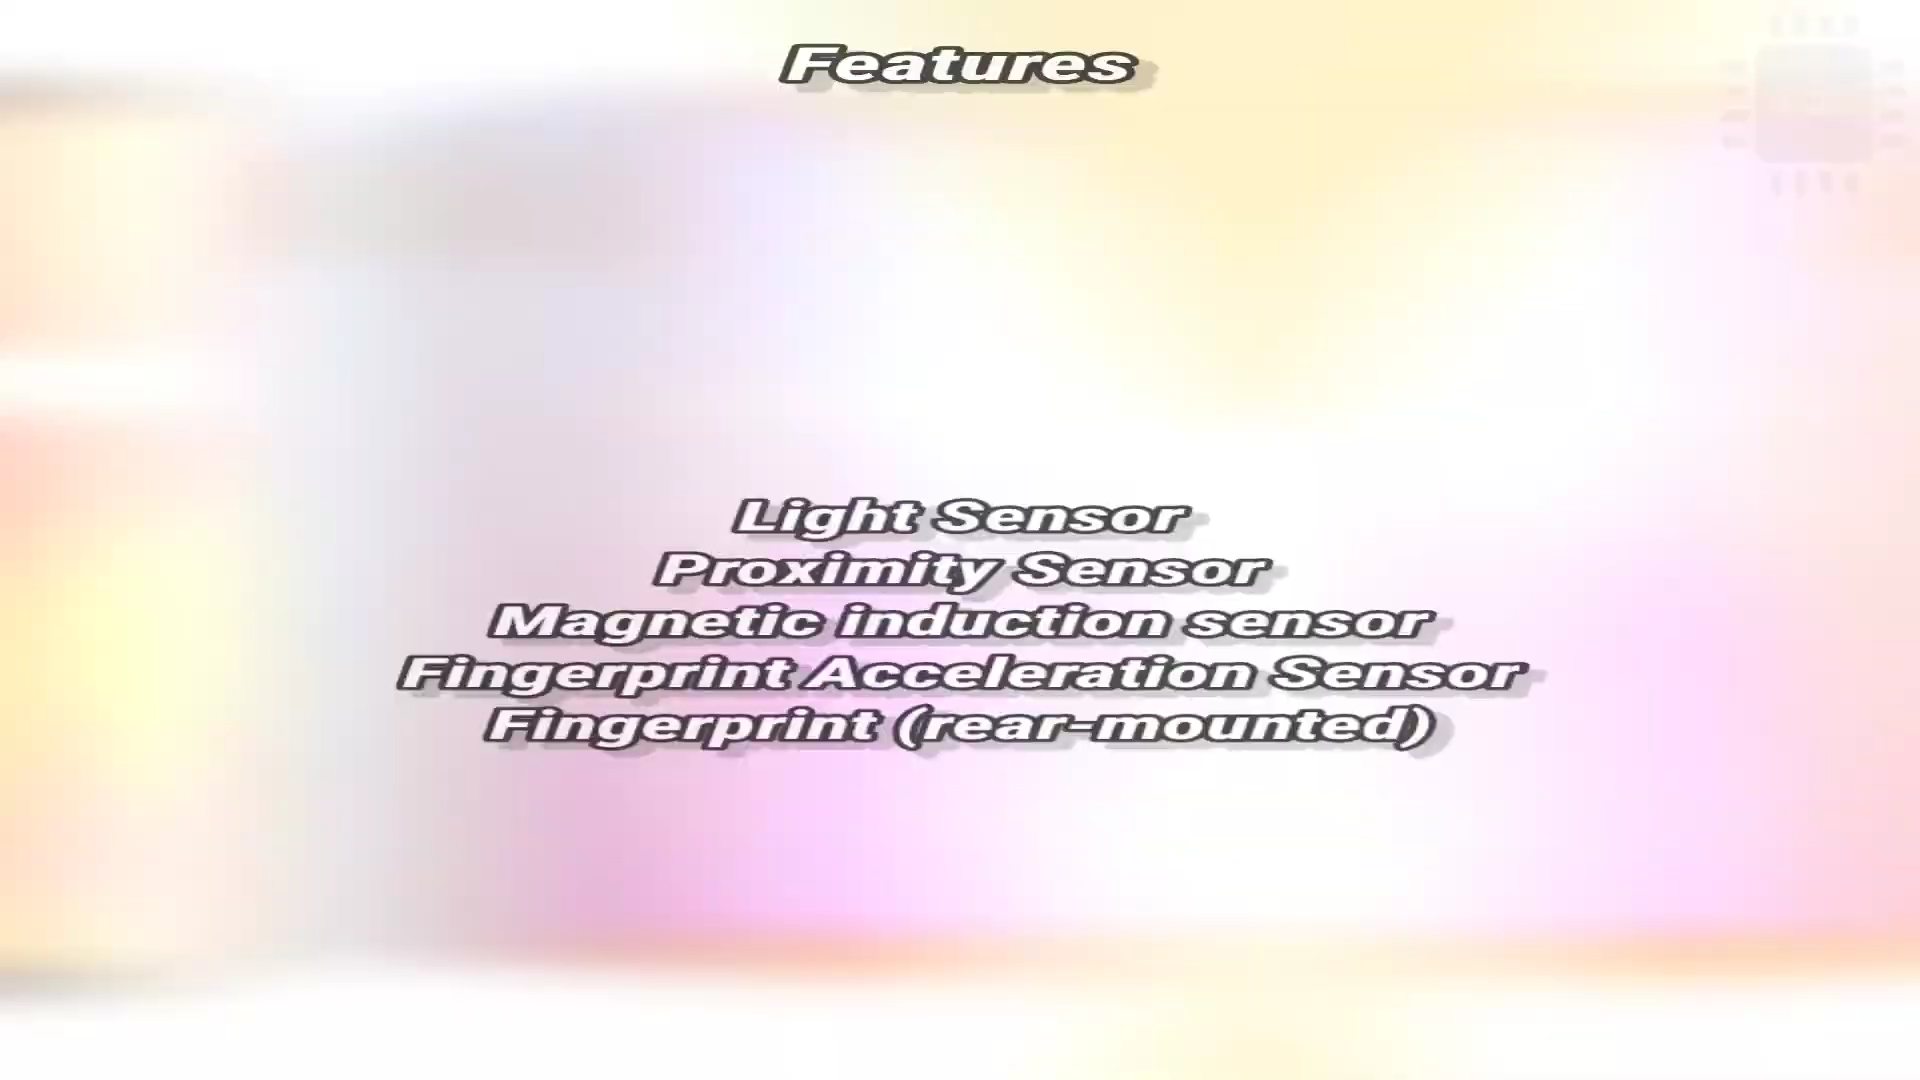 Features
Light Sensor
Proximity Sensor
Magnetic induction sensor
Fingerprint Acceleration Sensor
Fingerprint (rear-mounted)